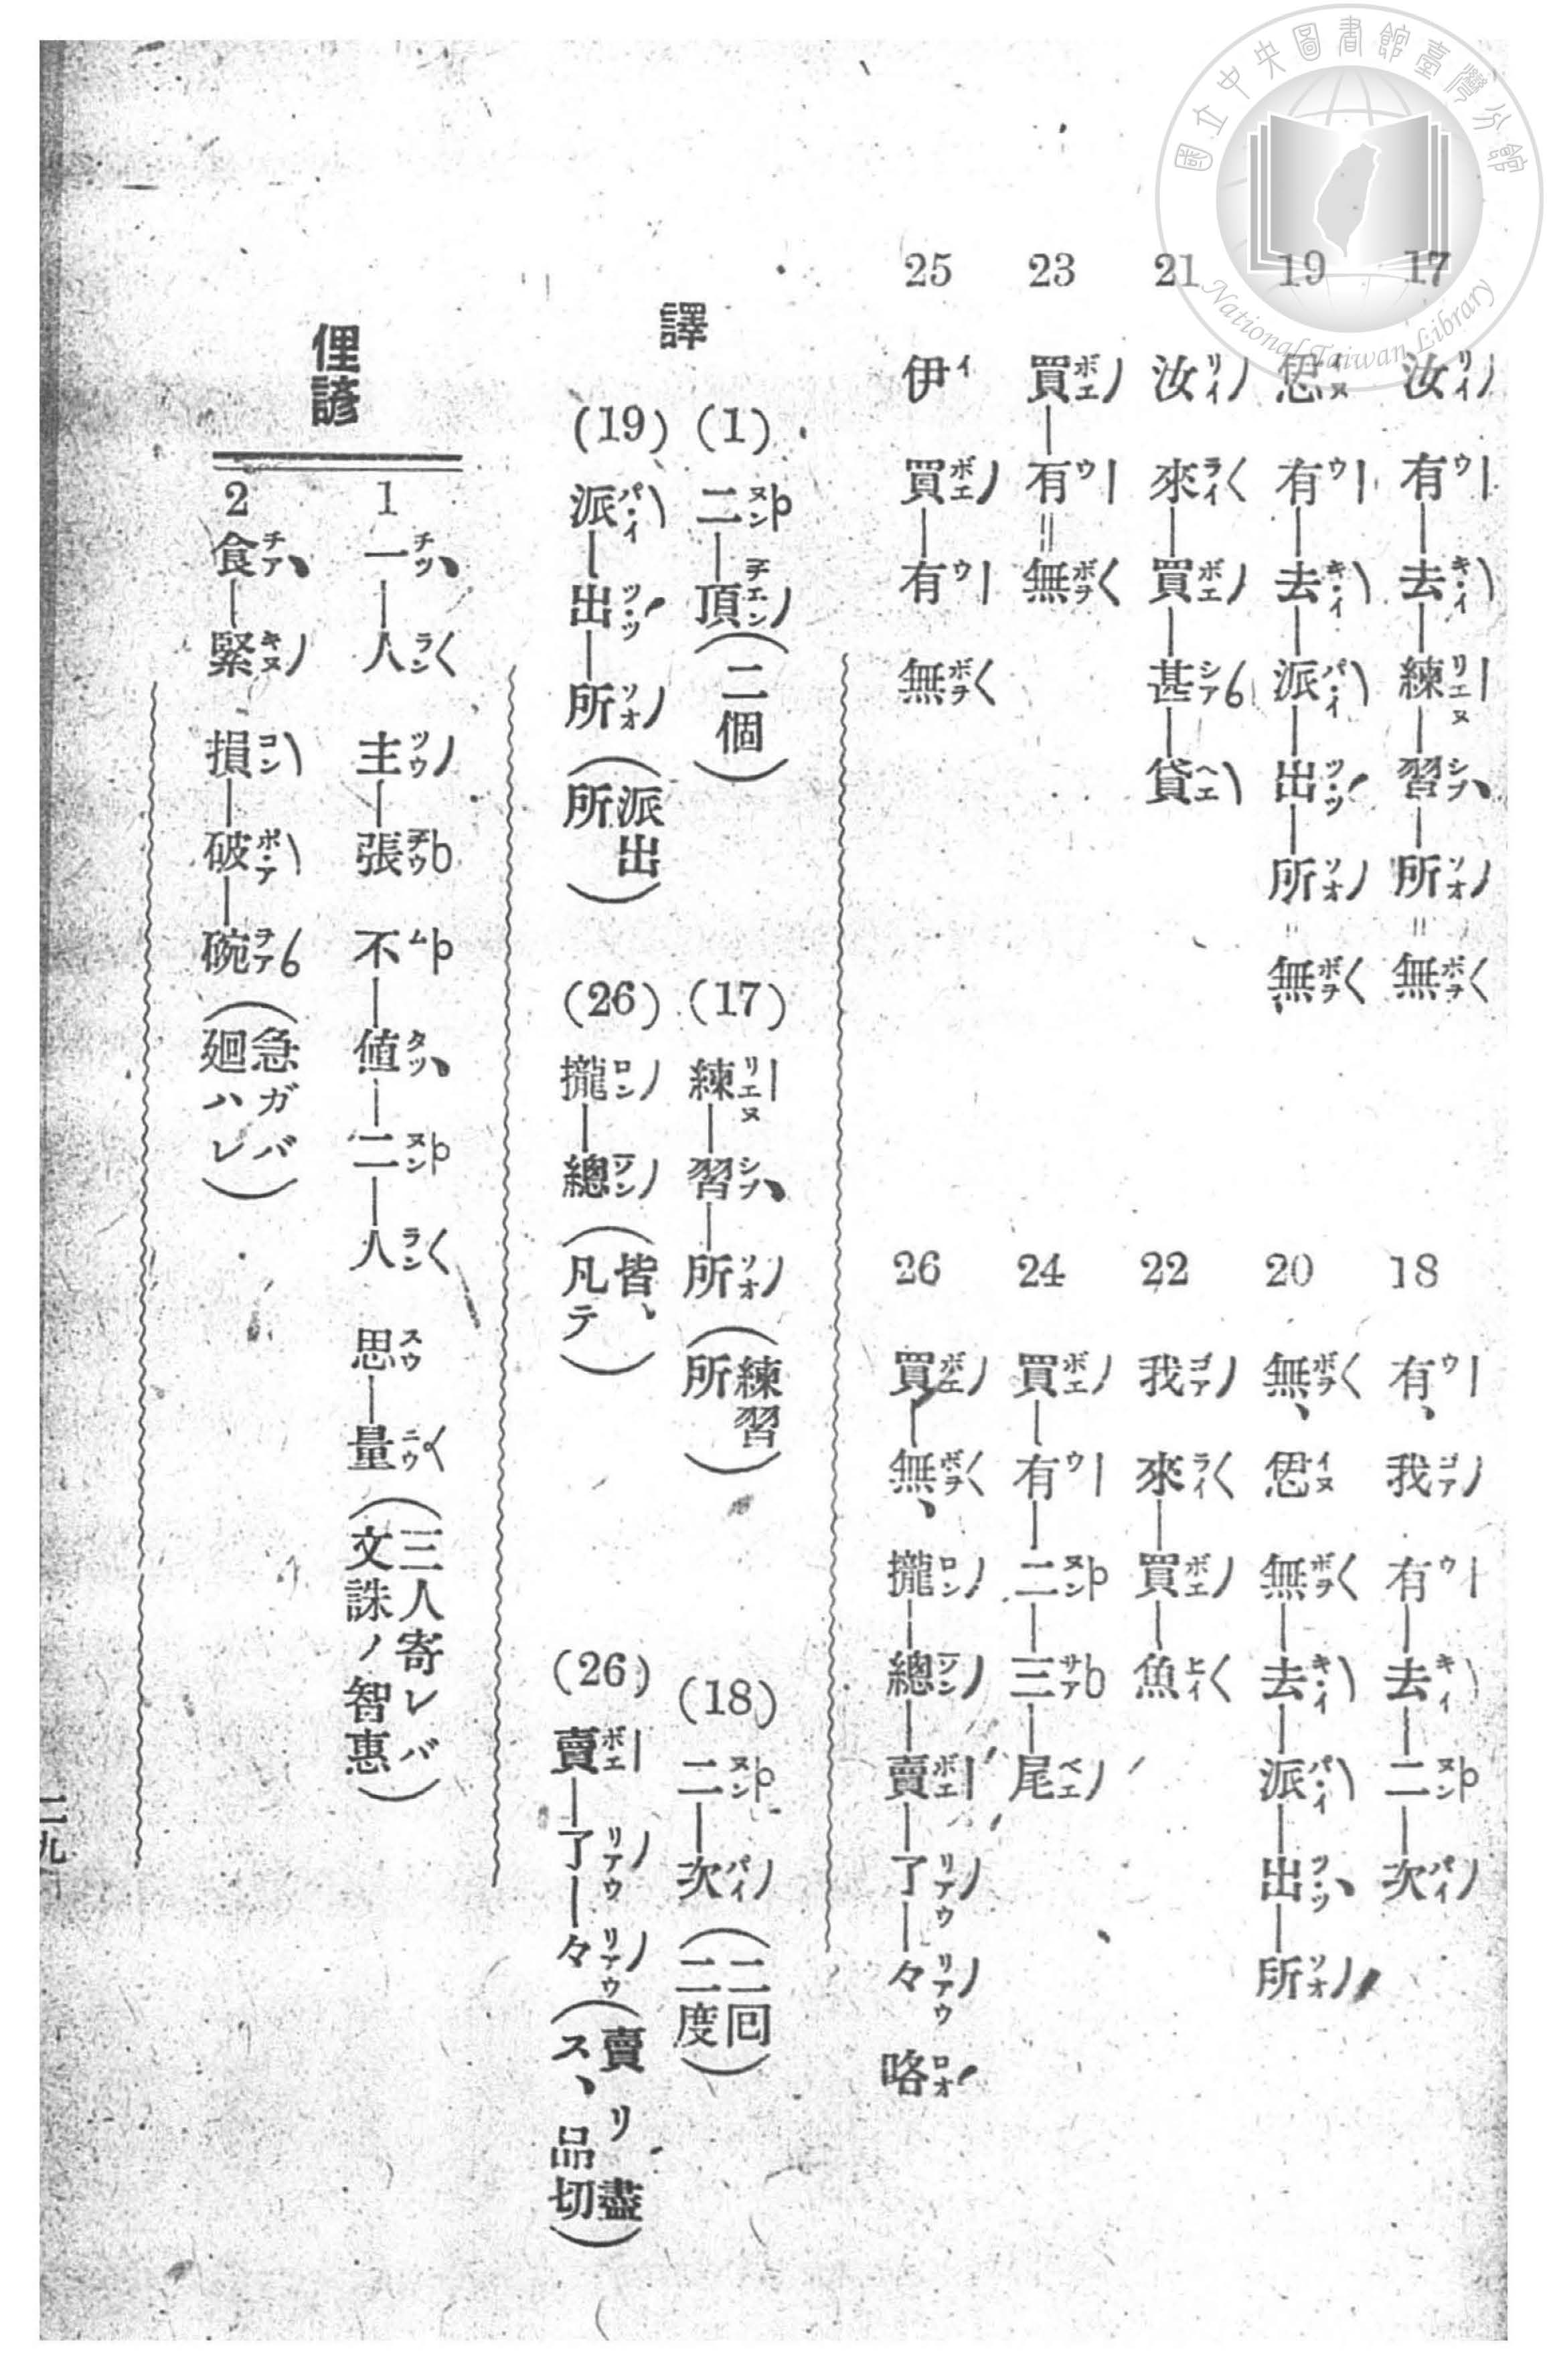 國立中央圖書館臺灣分館
National Taiwan Library
17 汝有—去—練—習—所=無
18 有、我有—去—二—次
19 恁有—去—派—出—所=無
20 無、恁無—去—派—出—所
21 汝來—買—甚—貨
22 我來—買—魚
23 買—有=無
24 買—有—二—三—尾
25 伊買—有無
26 買—無、攏—總—賣—了—々咯
譯
(1) 二—頂(二個)
(17) 練—習—所(練習所)
(18) 二—次(二回二度)
(19) 派—出—所(派出所)
(26) 攏—總(皆、凡テ)
(26) 賣—了—々(賣リ盡ス、品切)
俚諺
1 一—人主—張不—値—二—人思—量(三人寄レバ文誅ノ智惠)
2 食—緊損—破—碗(急ガバ廻ハレ)
二九